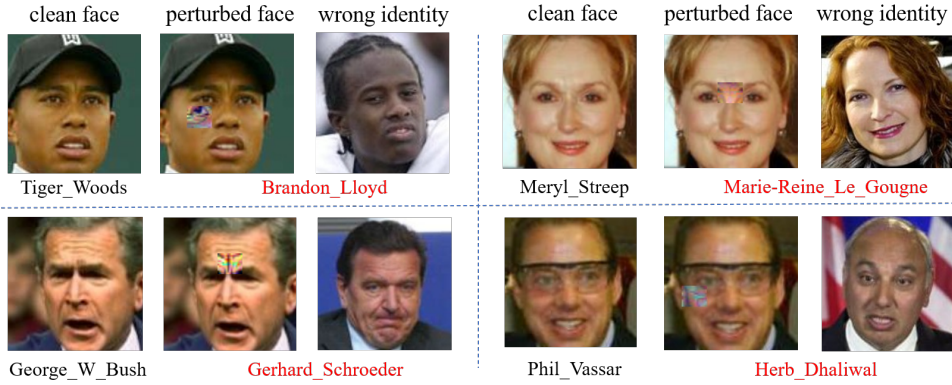 clean face perturbed face wrong identity
clean face perturbed face wrong identity
Tiger_Woods Brandon_Lloyd
Meryl_Streep Marie-Reine_Le_Gougne
George_W_Bush Gerhard_Schroeder
Phil_Vassar Herb_Dhaliwal